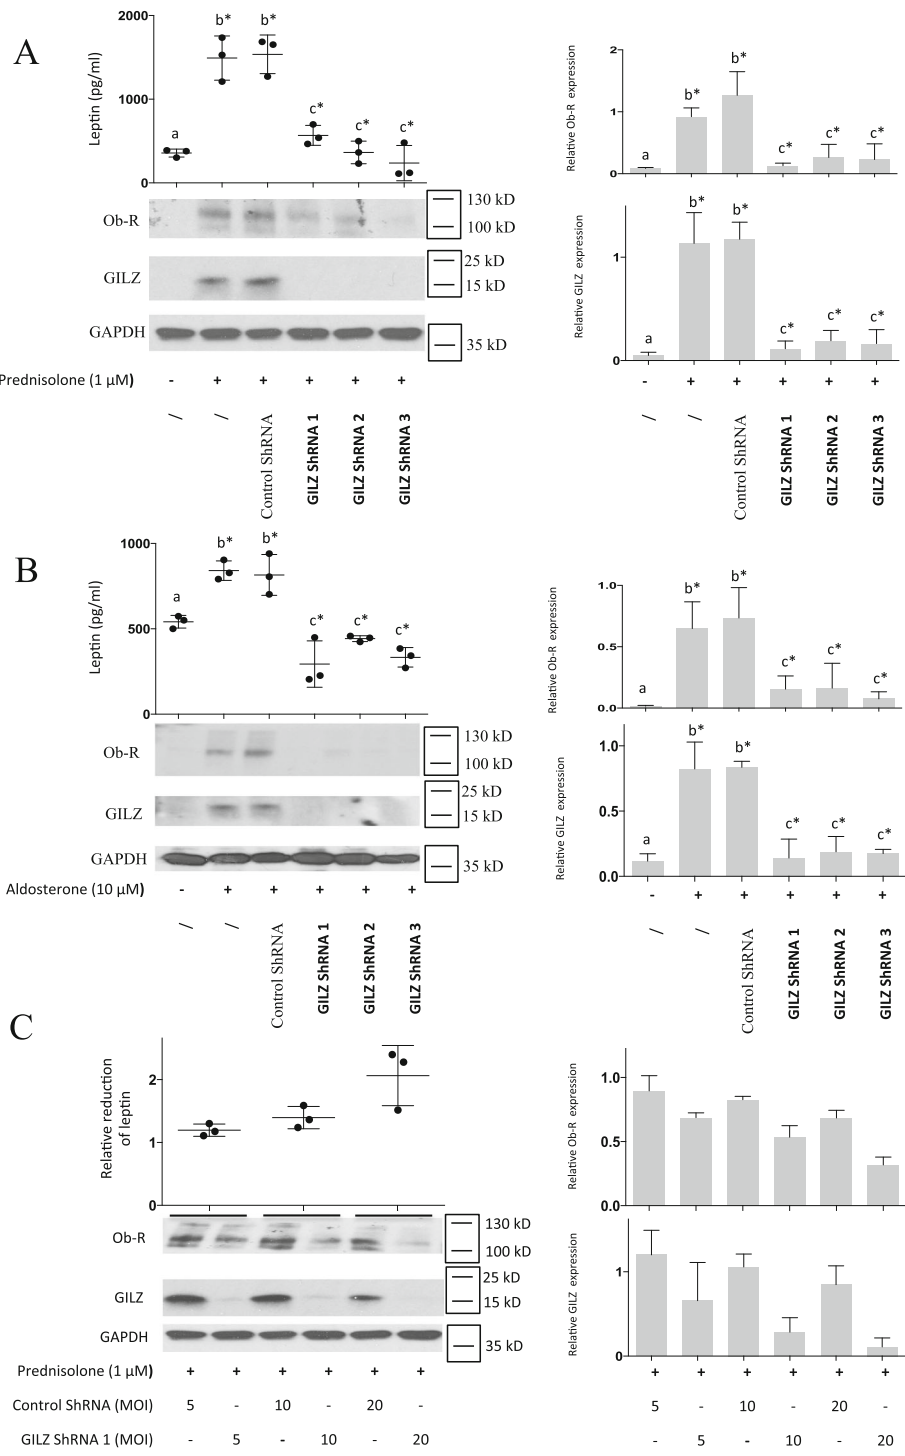 A
Leptin (pg/ml)
2000
1000
0
a
b*
b*
c*
c*
c*
Ob-R
130 kD
100 kD
GILZ
25 kD
15 kD
GAPDH
35 kD
Prednisolone (1 µM)
- + + + + +
/ / Control ShRNA GILZ ShRNA 1 GILZ ShRNA 2 GILZ ShRNA 3
Relative Ob-R expression
2
1
0
a
b*
b*
c*
c*
c*
Relative GILZ expression
1
0
a
b*
b*
c*
c*
c*
- + + + + +
/ / Control ShRNA GILZ ShRNA 1 GILZ ShRNA 2 GILZ ShRNA 3
B
Leptin (pg/ml)
1000
500
0
a
b*
b*
c*
c*
c*
Ob-R
130 kD
100 kD
GILZ
25 kD
15 kD
GAPDH
35 kD
Aldosterone (10 µM)
- + + + + +
/ / Control ShRNA GILZ ShRNA 1 GILZ ShRNA 2 GILZ ShRNA 3
Relative Ob-R expression
1.0
0.5
0.0
a
b*
b*
c*
c*
c*
Relative GILZ expression
1.0
0.5
0.0
a
b*
b*
c*
c*
c*
- + + + + +
/ / Control ShRNA GILZ ShRNA 1 GILZ ShRNA 2 GILZ ShRNA 3
C
Relative reduction
of leptin
2
1
0
Ob-R
130 kD
100 kD
GILZ
25 kD
15 kD
GAPDH
35 kD
Prednisolone (1 µM) + + + + + +
Control ShRNA (MOI) 5 - 10 - 20 -
GILZ ShRNA 1 (MOI) - 5 - 10 - 20
Relative Ob-R expression
1.0
0.5
0.0
Relative GILZ expression
1
0
+ + + + + +
5 - 10 - 20 -
- 5 - 10 - 20